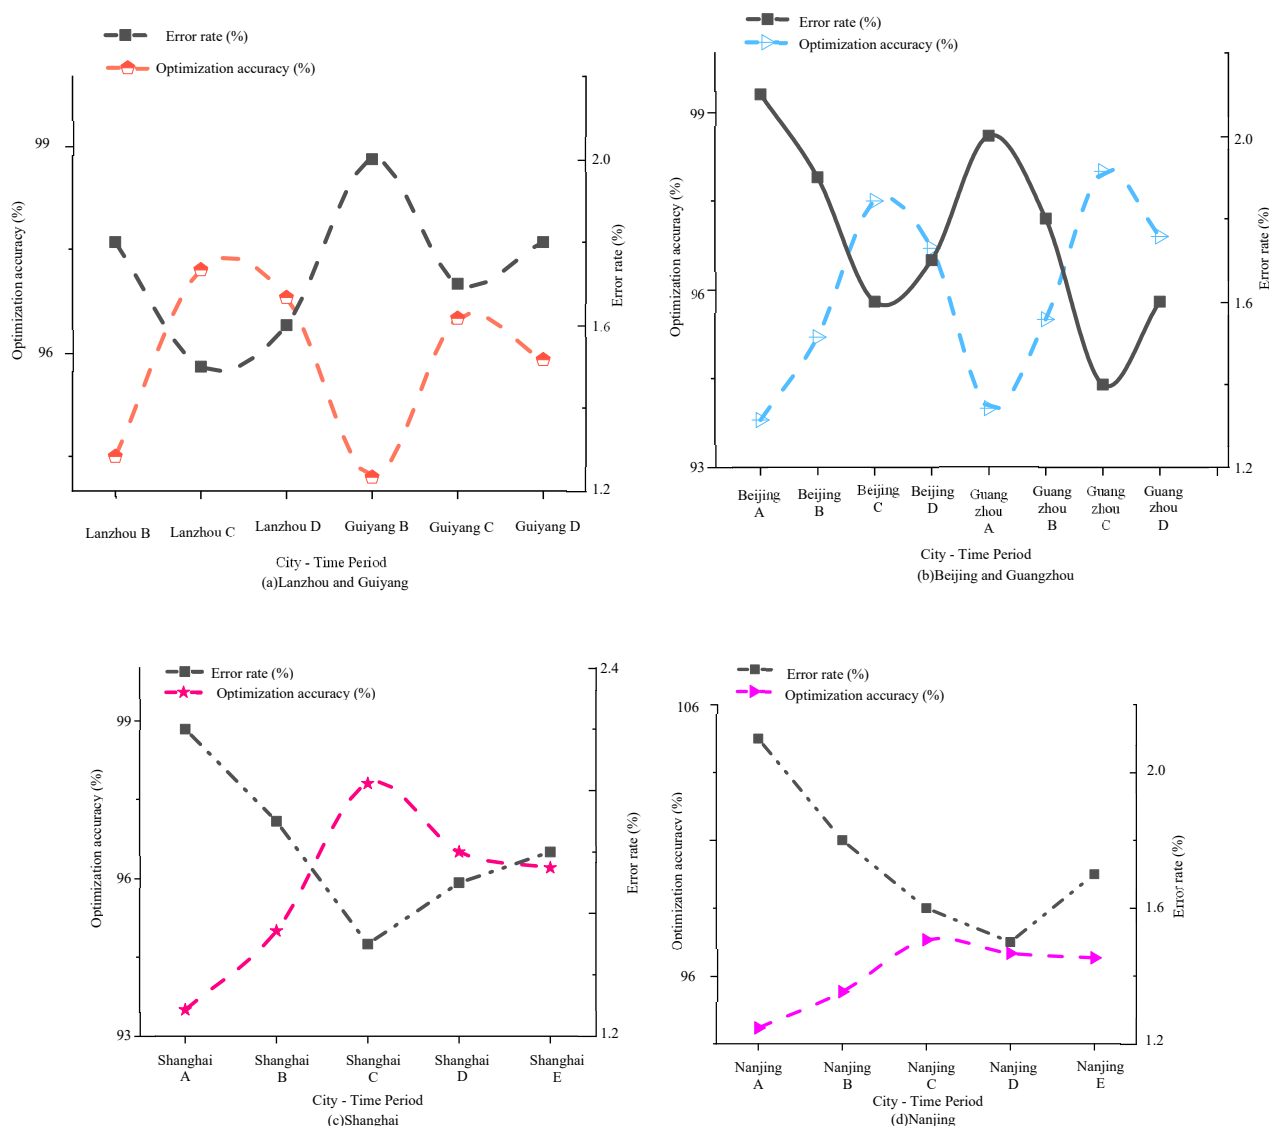 Error rate (%)
Optimization accuracy (%)
99
96
2.0
1.6
1.2
Optimization accuracy (%)
Error rate (%)
Lanzhou B
Lanzhou C
Lanzhou D
Guiyang B
Guiyang C
Guiyang D
City - Time Period
(a)Lanzhou and Guiyang
Error rate (%)
Optimization accuracy (%)
99
96
93
2.0
1.6
1.2
Optimization accuracy (%)
Error rate (%)
Beijing
A
Beijing
B
Beijing
C
Beijing
D
Guang
zhou
A
Guang
zhou
B
Guang
zhou
C
Guang
zhou
D
City - Time Period
(b)Beijing and Guangzhou
Error rate (%)
Optimization accuracy (%)
99
96
93
2.4
1.2
Optimization accuracy (%)
Error rate (%)
Shanghai
A
Shanghai
B
Shanghai
C
Shanghai
D
Shanghai
E
City - Time Period
(c)Shanghai
Error rate (%)
Optimization accuracy (%)
106
96
2.0
1.6
1.2
Optimization accuracy (%)
Error rate (%)
Nanjing
A
Nanjing
B
Nanjing
C
Nanjing
D
Nanjing
E
City - Time Period
(d)Nanjing